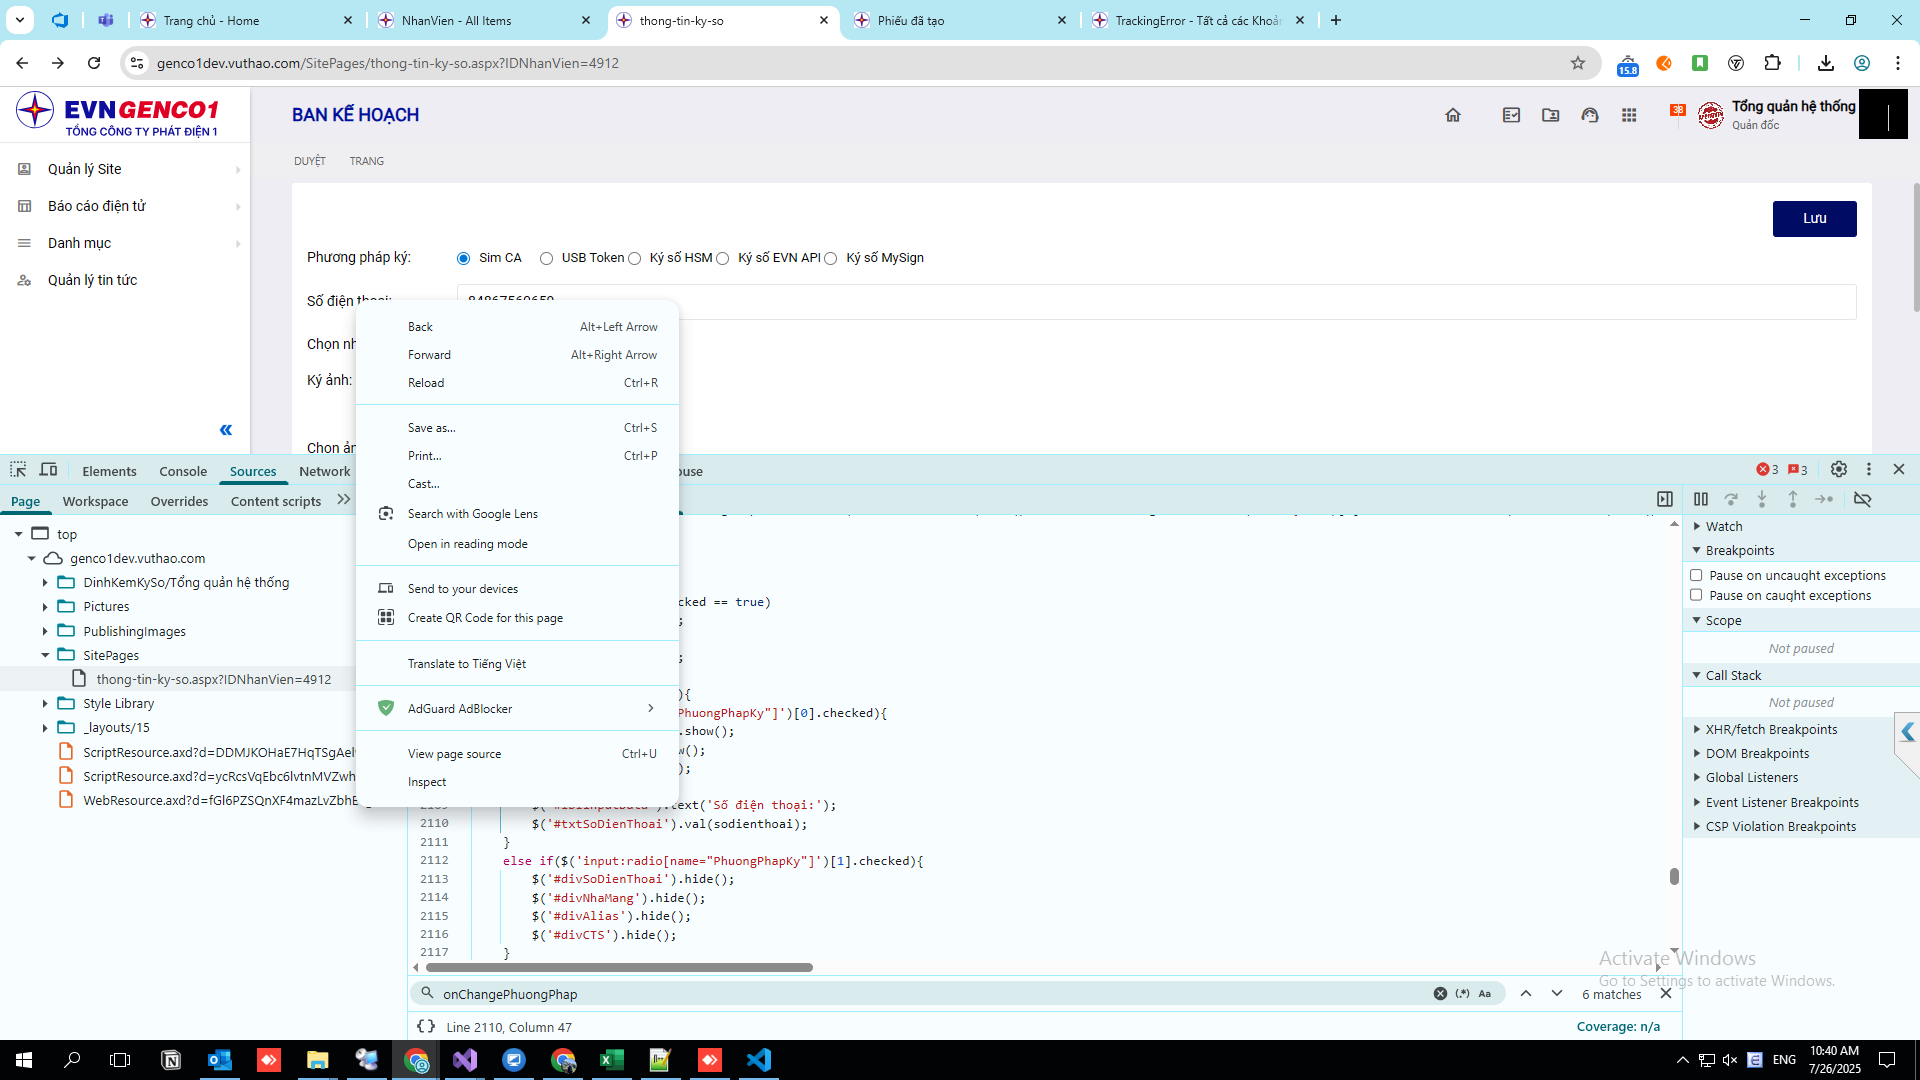 Trang chủ - Home
NhanVien - All Items
thong-tin-ky-so
Phiếu đã tạo
TrackingError - Tất cả các Khoản
genco1dev.vuthao.com/SitePages/thong-tin-ky-so.aspx?IDNhanVien=4912
15.8
EVNGENCO1
TỔNG CÔNG TY PHÁT ĐIỆN 1
BAN KẾ HOẠCH
38
Tổng quản hệ thống
Quản đốc
DUYỆT TRANG
Quản lý Site
Báo cáo điện tử
Danh mục
Quản lý tin tức
«
Lưu
Phương pháp ký: Sim CA USB Token Ký số HSM Ký số EVN API Ký số MySign
Số điện thoại: 84867560650
Chọn nh
Ký ảnh:
Chọn ản
Back Alt+Left Arrow
Forward Alt+Right Arrow
Reload Ctrl+R
Save as... Ctrl+S
Print... Ctrl+P
Cast...
Search with Google Lens
Open in reading mode
Send to your devices
Create QR Code for this page
Translate to Tiếng Việt
AdGuard AdBlocker
View page source Ctrl+U
Inspect
Elements Console Sources Network ouse
3 3
Page Workspace Overrides Content scripts
top
genco1dev.vuthao.com
DinhKemKySo/Tổng quản hệ thống
Pictures
PublishingImages
SitePages
thong-tin-ky-so.aspx?IDNhanVien=4912
Style Library
_layouts/15
ScriptResource.axd?d=DDMJKOHaE7HqTSgAel
ScriptResource.axd?d=ycRcsVqEbc6lvtnMVZwh
WebResource.axd?d=fGl6PZSQnXF4mazLvZbhE
cked == true)
;
;
){
PhuongPhapKy"]')[0].checked){
.show();
w();
);
.text('Số điện thoại:');
2110 $('#txtSoDienThoai').val(sodienthoai);
2111 }
2112 else if($('input:radio[name="PhuongPhapKy"]')[1].checked){
2113 $('#divSoDienThoai').hide();
2114 $('#divNhaMang').hide();
2115 $('#divAlias').hide();
2116 $('#divCTS').hide();
2117 }
onChangePhuongPhap
(.*) Aa
6 matches
{} Line 2110, Column 47
Coverage: n/a
Watch
Breakpoints
Pause on uncaught exceptions
Pause on caught exceptions
Scope
Not paused
Call Stack
Not paused
XHR/fetch Breakpoints
DOM Breakpoints
Global Listeners
Event Listener Breakpoints
CSP Violation Breakpoints
Activate Windows
Go to Settings to activate Windows.
ENG
10:40 AM
7/26/2025